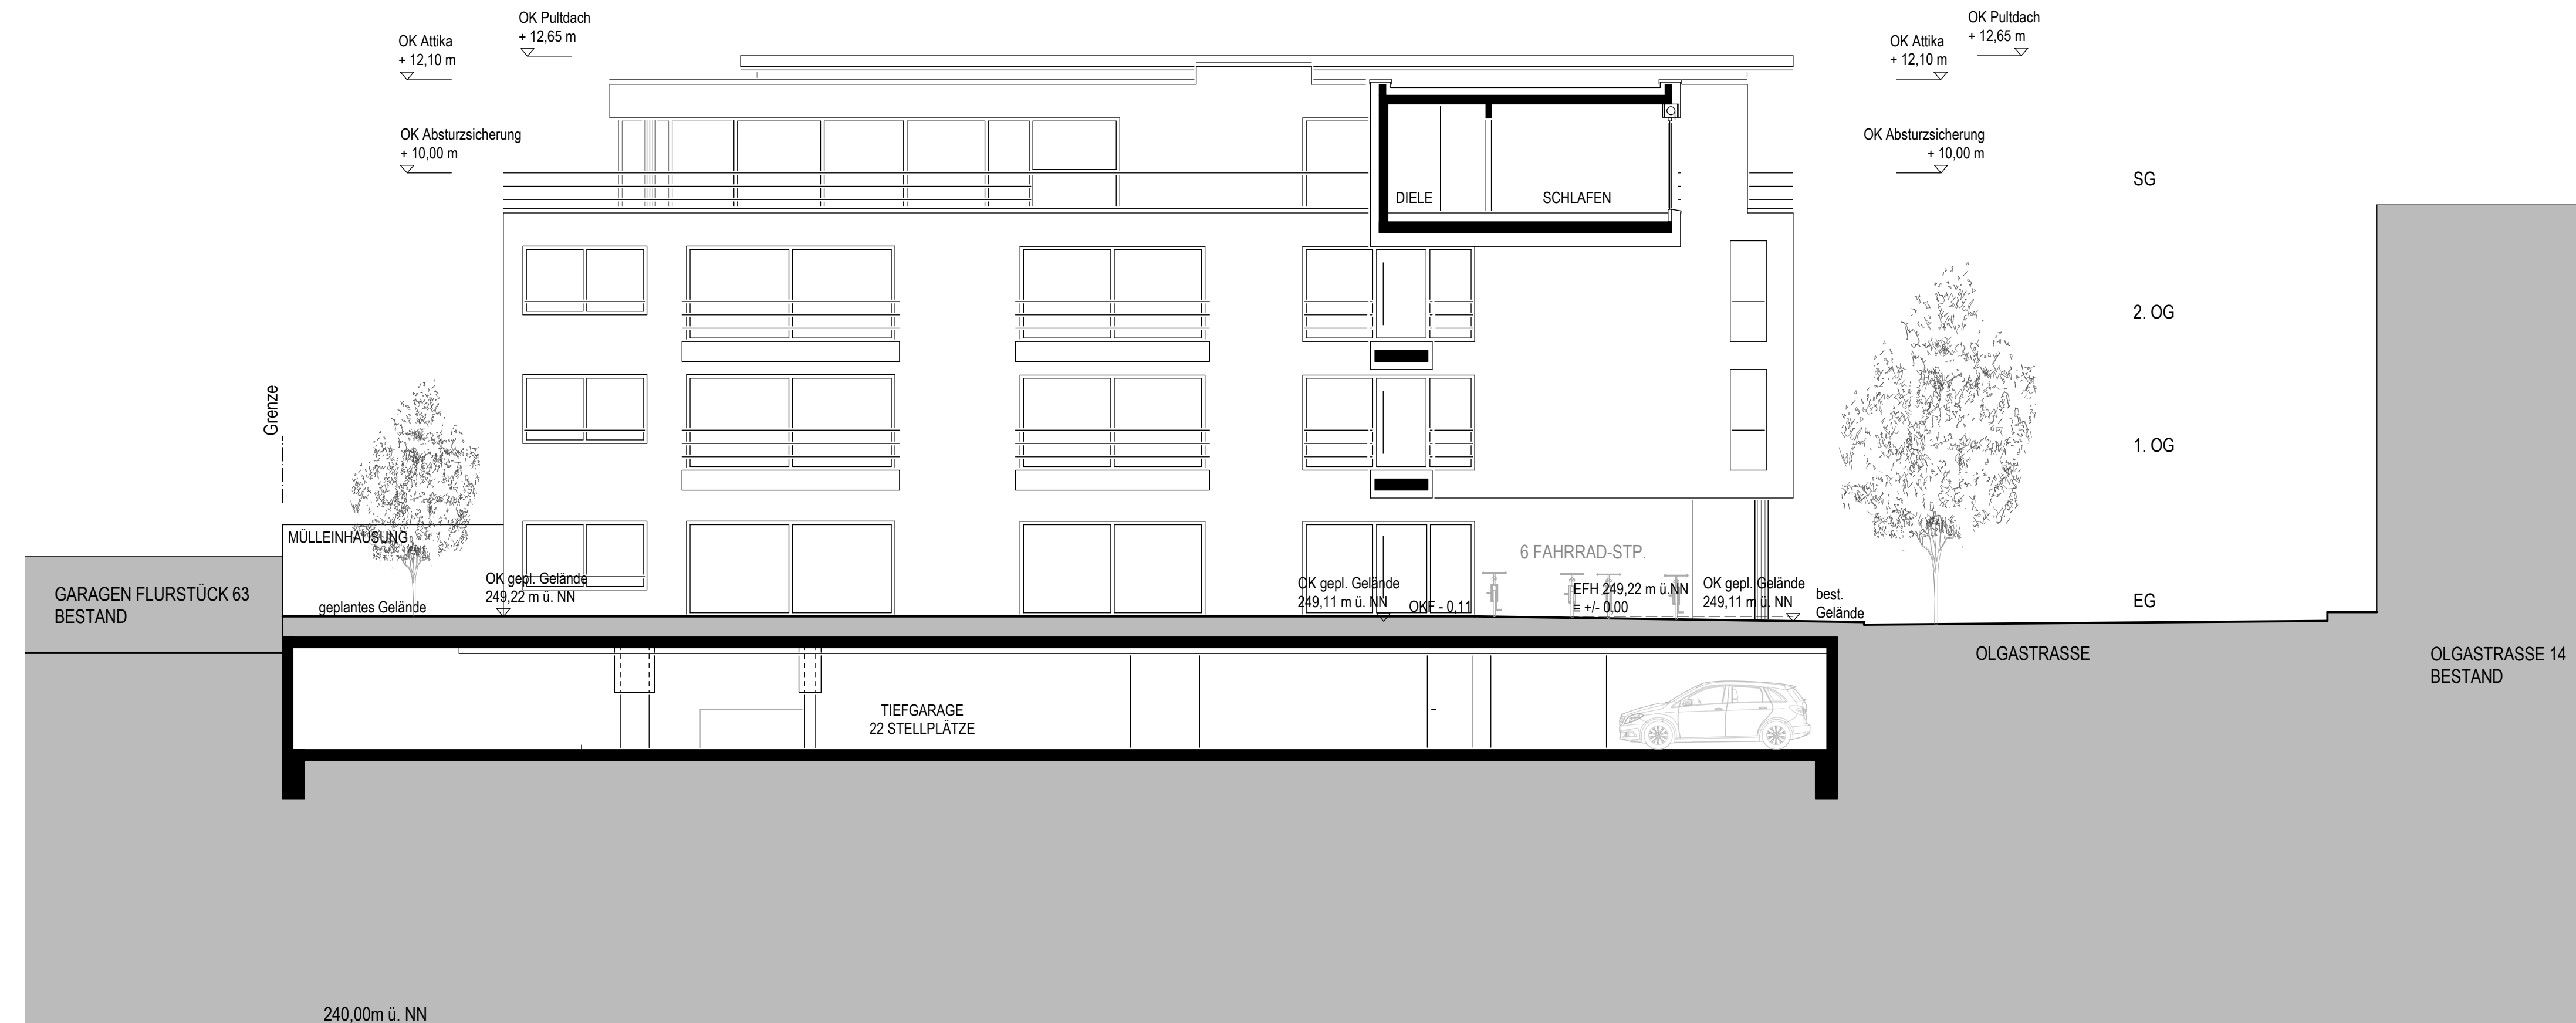 OK Pultdach
+ 12,65 m
OK Attika
+ 12,10 m
OK Absturzsicherung
+ 10,00 m
OK Pultdach
+ 12,65 m
OK Attika
+ 12,10 m
OK Absturzsicherung
+ 10,00 m
SG
DIELE
SCHLAFEN
2. OG
1. OG
Grenze
MÜLLEINHAUSUNG
6 FAHRRAD-STP.
GARAGEN FLURSTÜCK 63
BESTAND
geplantes Gelände
OK gepl. Gelände
249,22 m ü. NN
OK gepl. Gelände
249,11 m ü. NN
OKF - 0,11
EFH 249,22 m ü.NN
= +/- 0,00
OK gepl. Gelände
249,11 m ü. NN
best.
Gelände
EG
OLGASTRASSE
OLGASTRASSE 14
BESTAND
TIEFGARAGE
22 STELLPLÄTZE
240,00m ü. NN